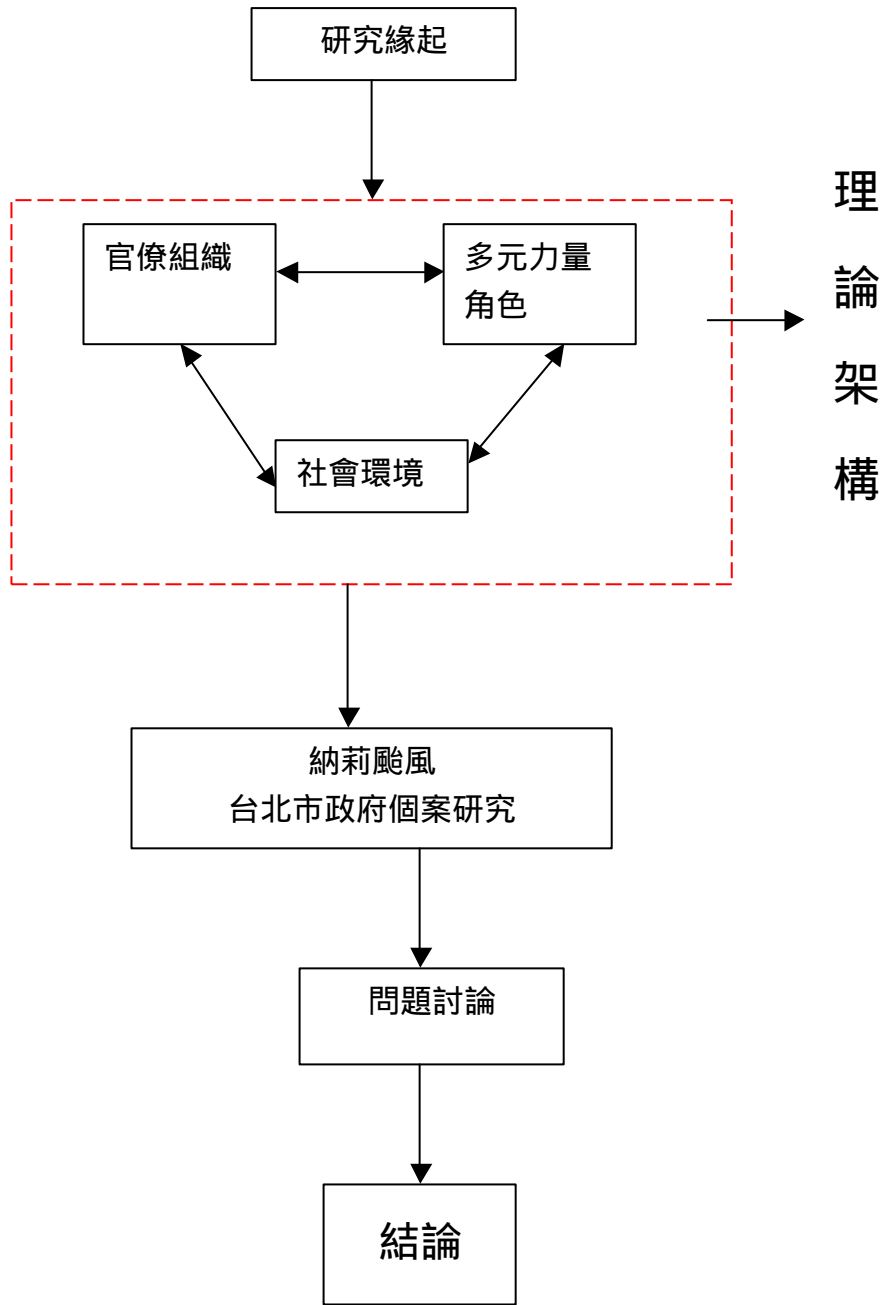 研究緣起
官僚組織
多元力量
角色
社會環境
理論架構
納莉颱風
台北市政府個案研究
問題討論
結論